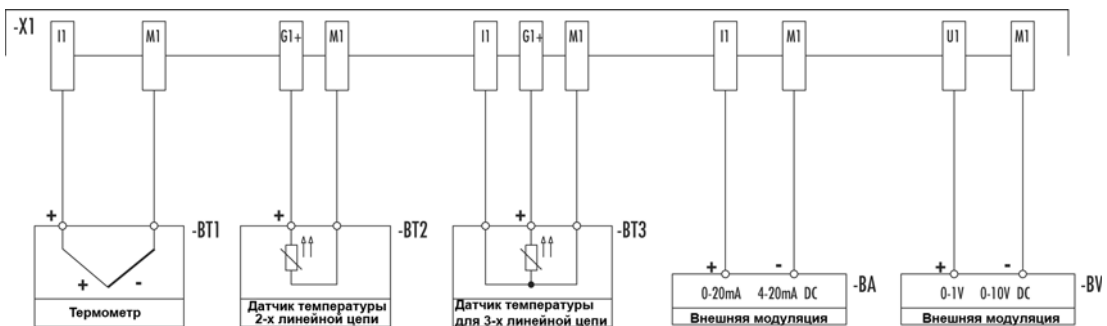 -X1
I1 M1 G1+ M1 I1 G1+ M1 I1 M1 U1 M1
+ + + + - + -
-BT1 -BT2 -BT3 -BA -BV
+ -
0-20mA 4-20mA DC 0-1V 0-10V DC
Термометр
Датчик температуры
2-х линейной цепи
Датчик температуры
для 3-х линейной цепи
Внешняя модуляция
Внешняя модуляция